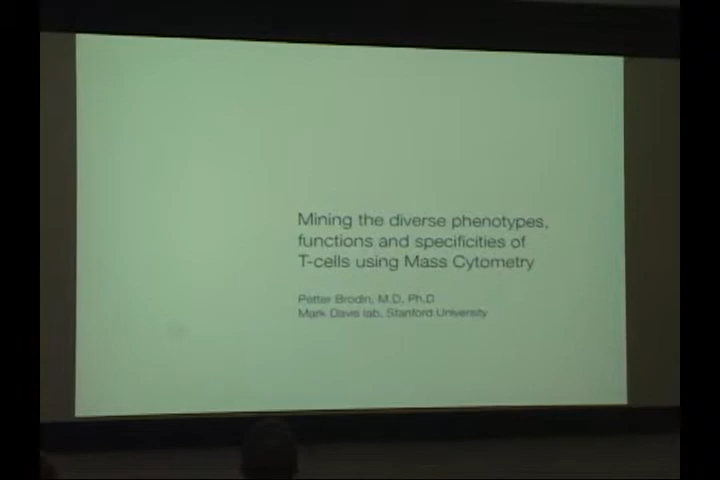 Mining the diverse phenotypes,
functions and specificities of
T-cells using Mass Cytometry
Petter Brodin, M.D, Ph.D
Mark Davis lab, Stanford University